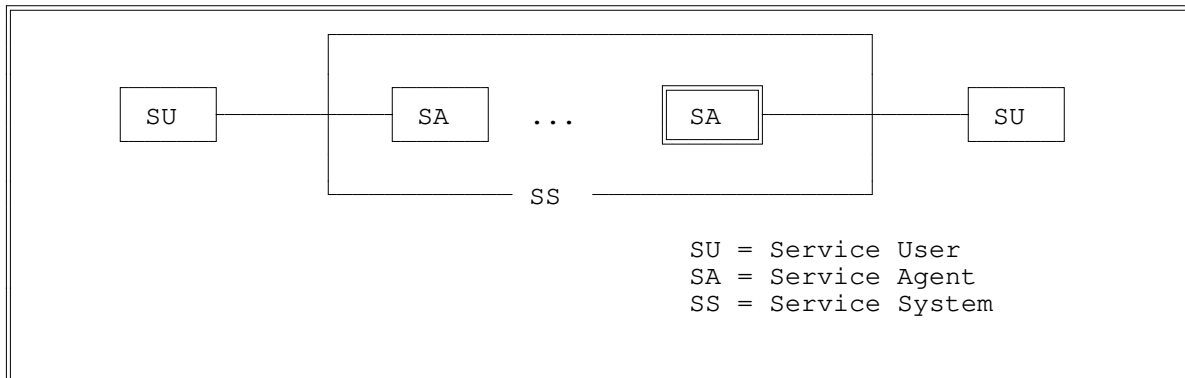 SU SA ... SA SU
SS
SU = Service User
SA = Service Agent
SS = Service System